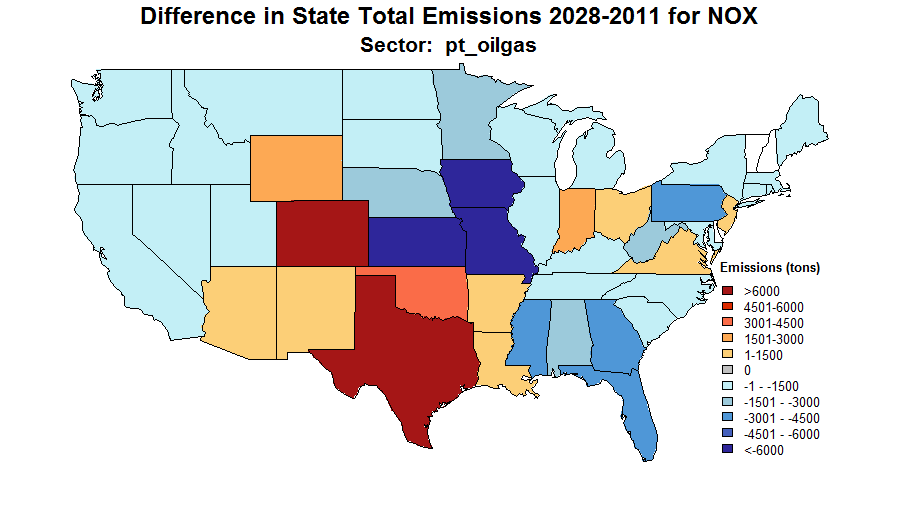 Difference in State Total Emissions 2028-2011 for NOX
Sector: pt_oilgas
Emissions (tons)
>6000
4501-6000
3001-4500
1501-3000
1-1500
0
-1 - -1500
-1501 - -3000
-3001 - -4500
-4501 - -6000
<-6000